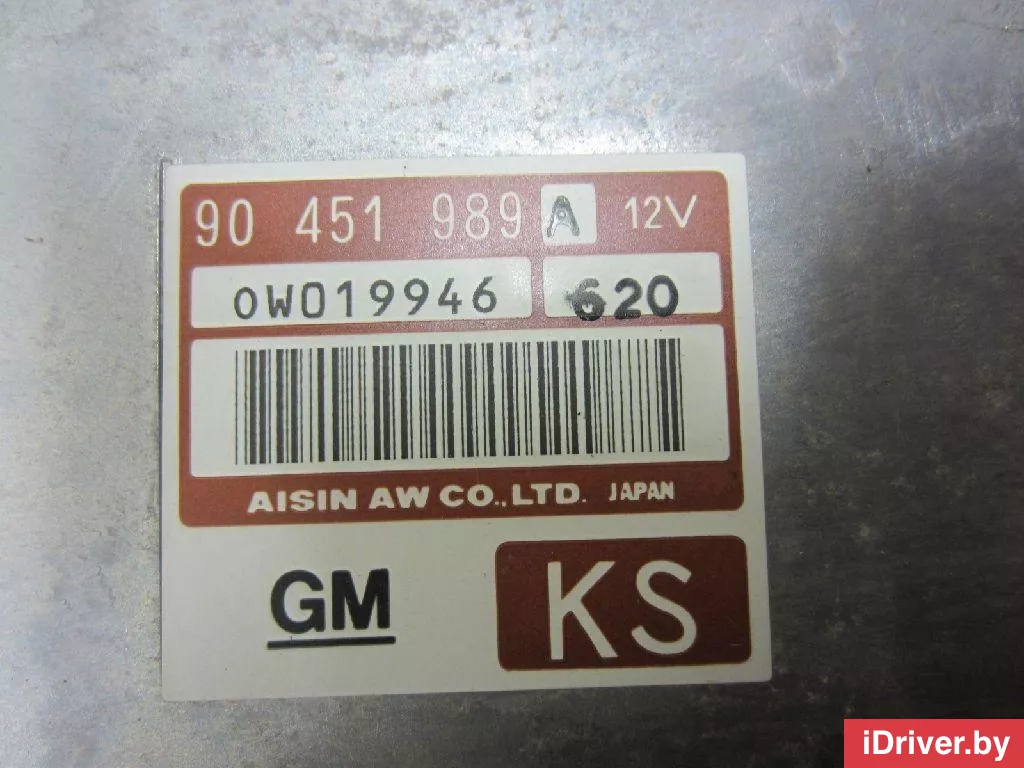 90 451 989 A 12V
0W019946 620
AISIN AW CO.,LTD. JAPAN
GM KS
iDriver.by